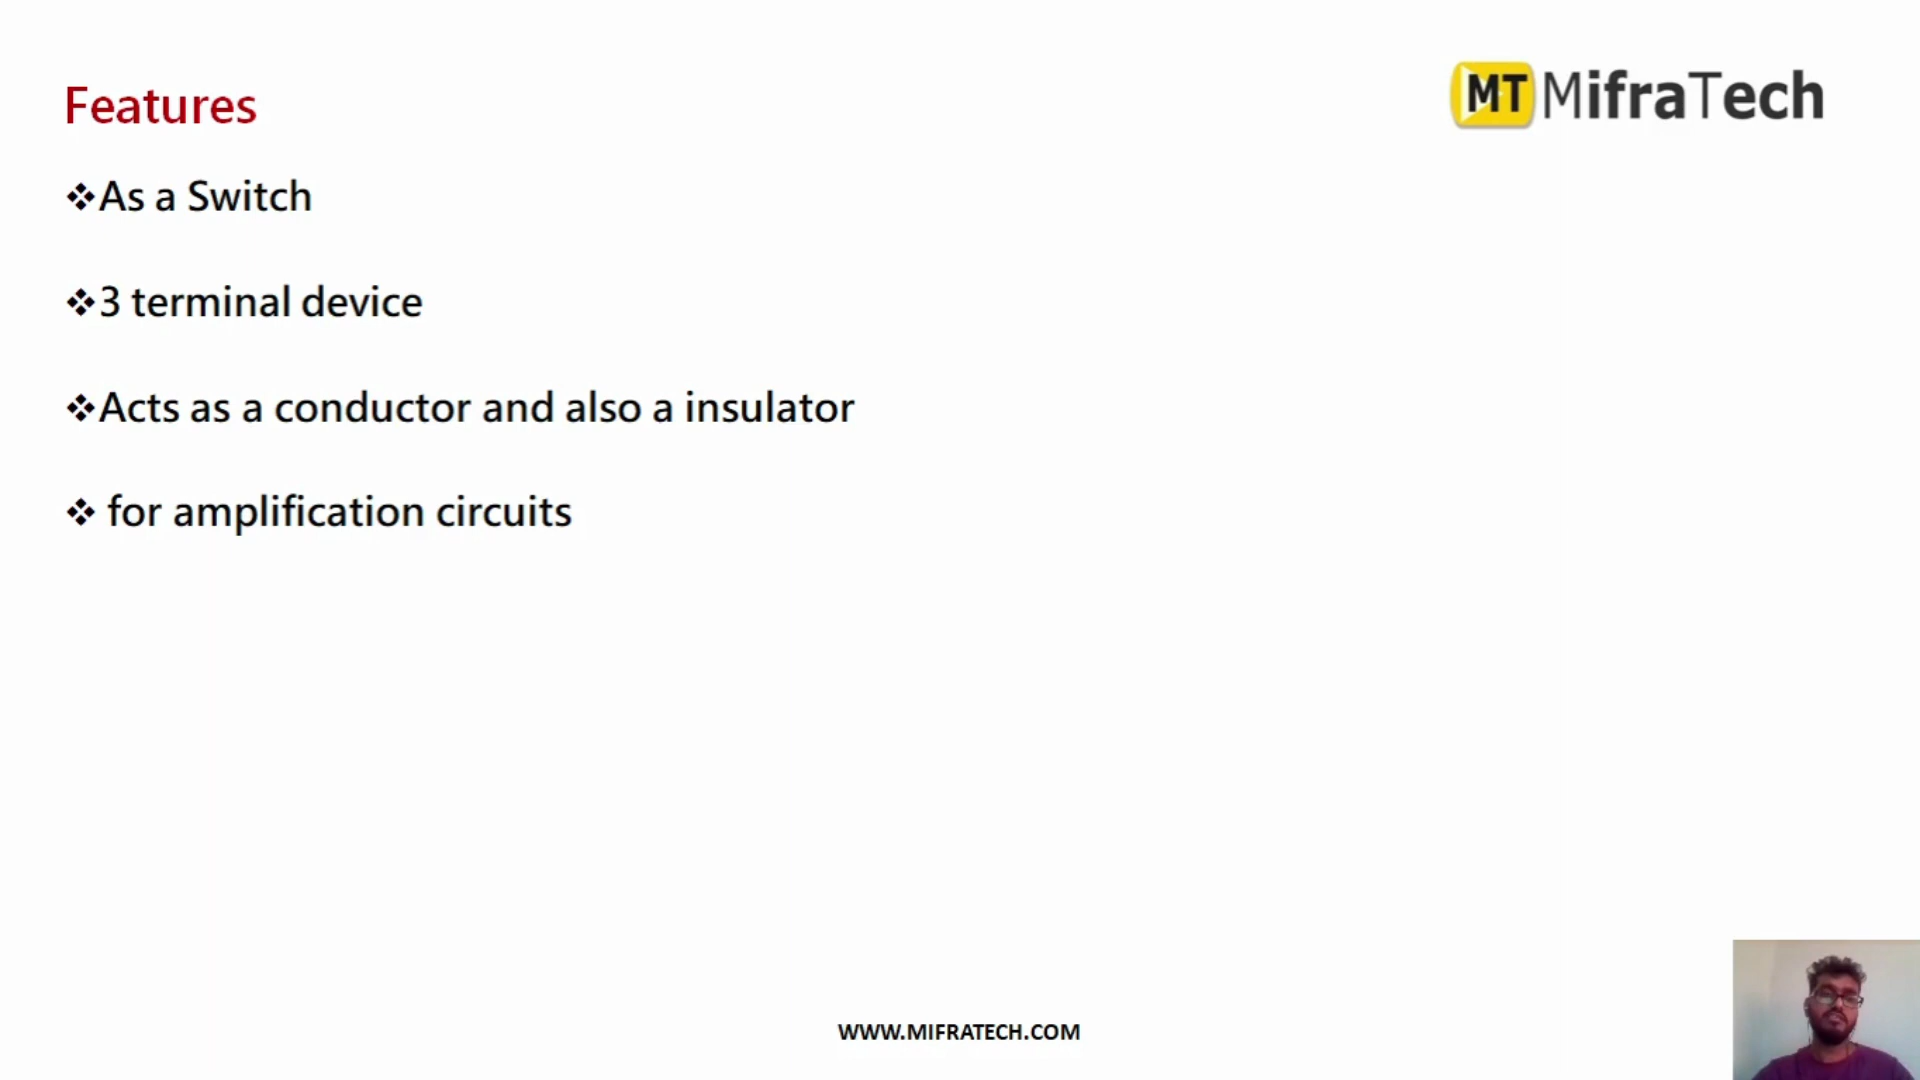 Features
MT MifraTech
❖As a Switch
❖3 terminal device
❖Acts as a conductor and also a insulator
❖ for amplification circuits
WWW.MIFRATECH.COM